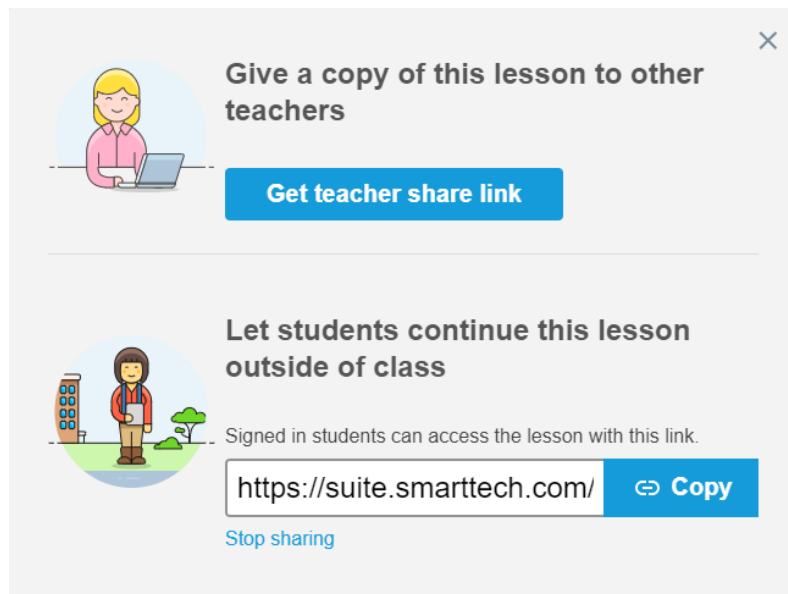 Give a copy of this lesson to other
teachers
Get teacher share link
Let students continue this lesson
outside of class
Signed in students can access the lesson with this link.
https://suite.smarttech.com/
Copy
Stop sharing